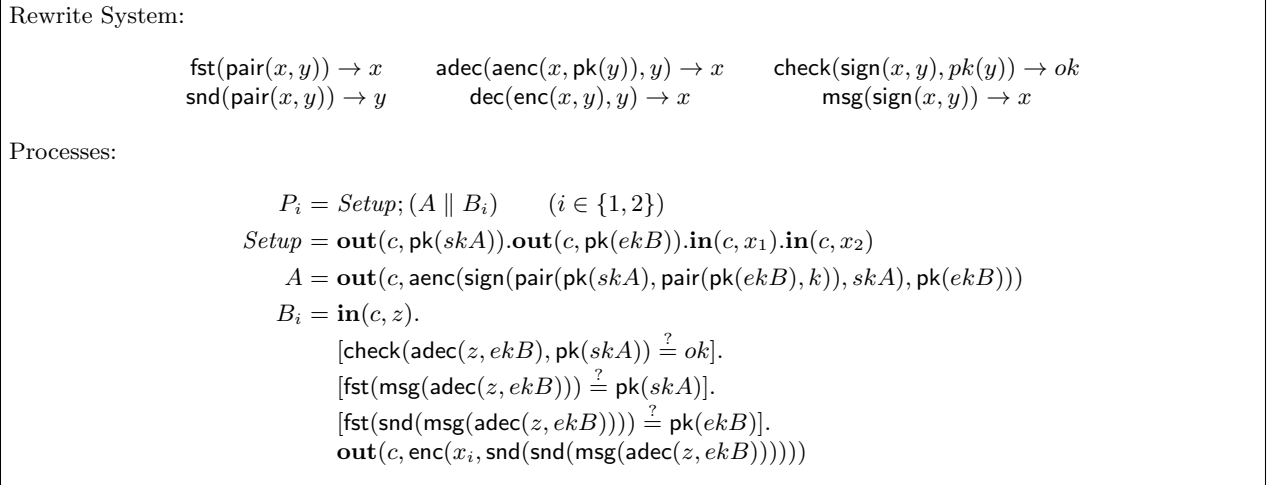 Rewrite System:
fst(pair(x, y)) → x    adec(aenc(x, pk(y)), y) → x    check(sign(x, y), pk(y)) → ok
snd(pair(x, y)) → y    dec(enc(x, y), y) → x    msg(sign(x, y)) → x
Processes:
P_i = Setup; (A ∥ B_i)    (i ∈ {1, 2})
Setup = out(c, pk(skA)).out(c, pk(ekB)).in(c, x_1).in(c, x_2)
A = out(c, aenc(sign(pair(pk(skA), pair(pk(ekB), k)), skA), pk(ekB)))
B_i = in(c, z).
[check(adec(z, ekB), pk(skA)) ≟ ok].
[fst(msg(adec(z, ekB))) ≟ pk(skA)].
[fst(snd(msg(adec(z, ekB)))) ≟ pk(ekB)].
out(c, enc(x_i, snd(snd(msg(adec(z, ekB))))))